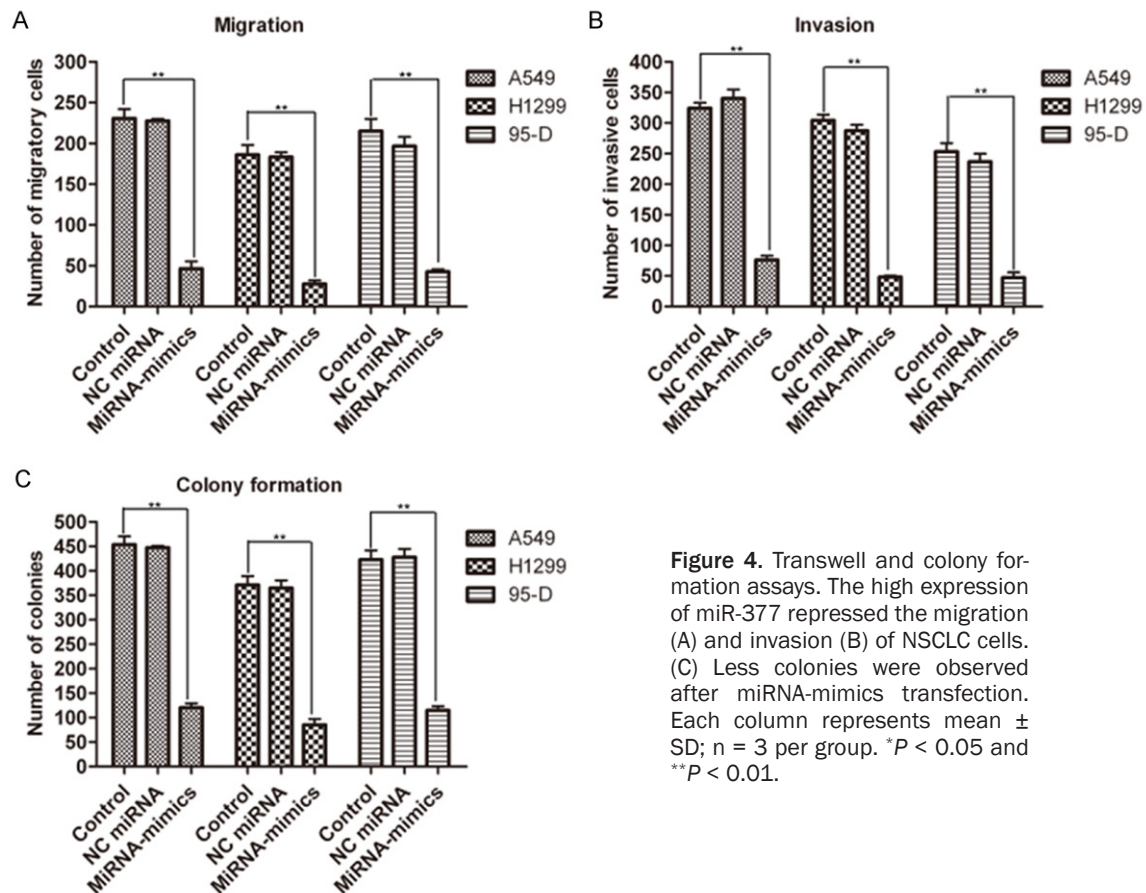 A
Migration
Number of migratory cells
300
250
200
150
100
50
0
**
**
**
Control
NC miRNA
MiRNA-mimics
Control
NC miRNA
MiRNA-mimics
Control
NC miRNA
MiRNA-mimics
A549
H1299
95-D
B
Invasion
Number of invasive cells
400
350
300
250
200
150
100
50
0
**
**
**
Control
NC miRNA
MiRNA-mimics
Control
NC miRNA
MiRNA-mimics
Control
NC miRNA
MiRNA-mimics
A549
H1299
95-D
C
Colony formation
Number of colonies
500
450
400
350
300
250
200
150
100
50
0
**
**
**
Control
NC miRNA
MiRNA-mimics
Control
NC miRNA
MiRNA-mimics
Control
NC miRNA
MiRNA-mimics
A549
H1299
95-D
Figure 4. Transwell and colony for-
mation assays. The high expression
of miR-377 repressed the migration
(A) and invasion (B) of NSCLC cells.
(C) Less colonies were observed
after miRNA-mimics transfection.
Each column represents mean ±
SD; n = 3 per group. *P < 0.05 and
**P < 0.01.